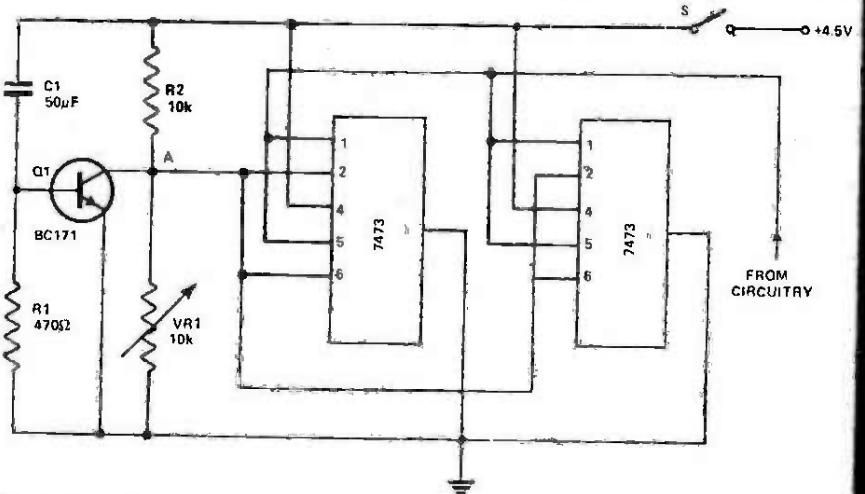 S
+4.5V
C1
50µF
R2
10k
A
Q1
BC171
R1
470Ω
VR1
10k
1
2
4
5
6
7473
1
2
4
5
6
7473
FROM
CIRCUITRY